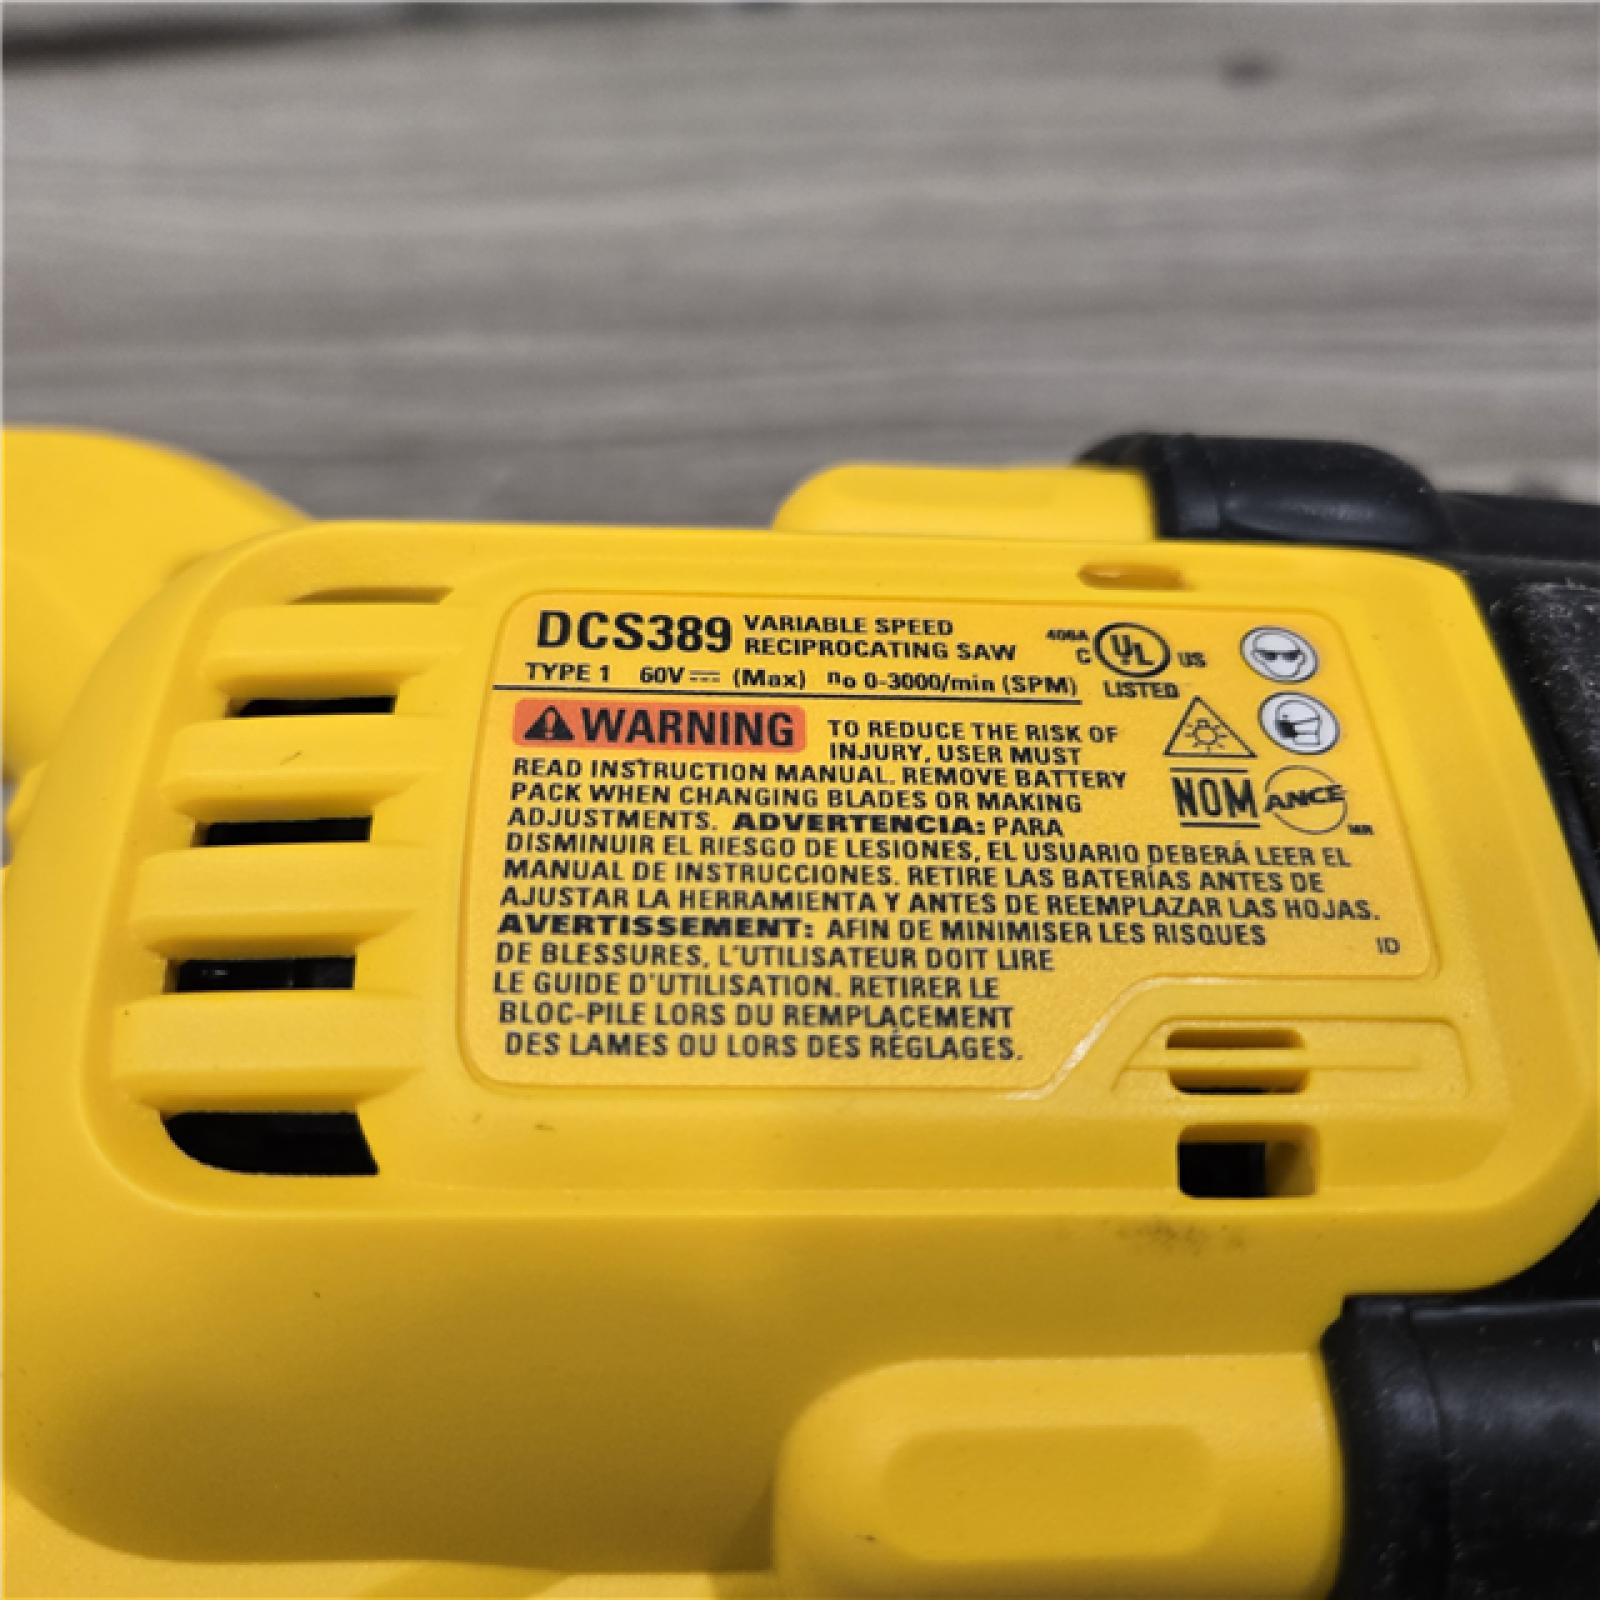 DCS389 VARIABLE SPEED
RECIPROCATING SAW
TYPE 1 60V⎓ (Max) no 0-3000/min (SPM)
406A
C UL US
LISTED
WARNING TO REDUCE THE RISK OF
INJURY, USER MUST
READ INSTRUCTION MANUAL. REMOVE BATTERY
PACK WHEN CHANGING BLADES OR MAKING
ADJUSTMENTS. ADVERTENCIA: PARA
DISMINUIR EL RIESGO DE LESIONES, EL USUARIO DEBERÁ LEER EL
MANUAL DE INSTRUCCIONES. RETIRE LAS BATERÍAS ANTES DE
AJUSTAR LA HERRAMIENTA Y ANTES DE REEMPLAZAR LAS HOJAS.
AVERTISSEMENT: AFIN DE MINIMISER LES RISQUES
DE BLESSURES, L'UTILISATEUR DOIT LIRE
LE GUIDE D'UTILISATION. RETIRER LE
BLOC-PILE LORS DU REMPLAÇEMENT
DES LAMES OU LORS DES RÉGLAGES.
NOM ANCE MR
ID